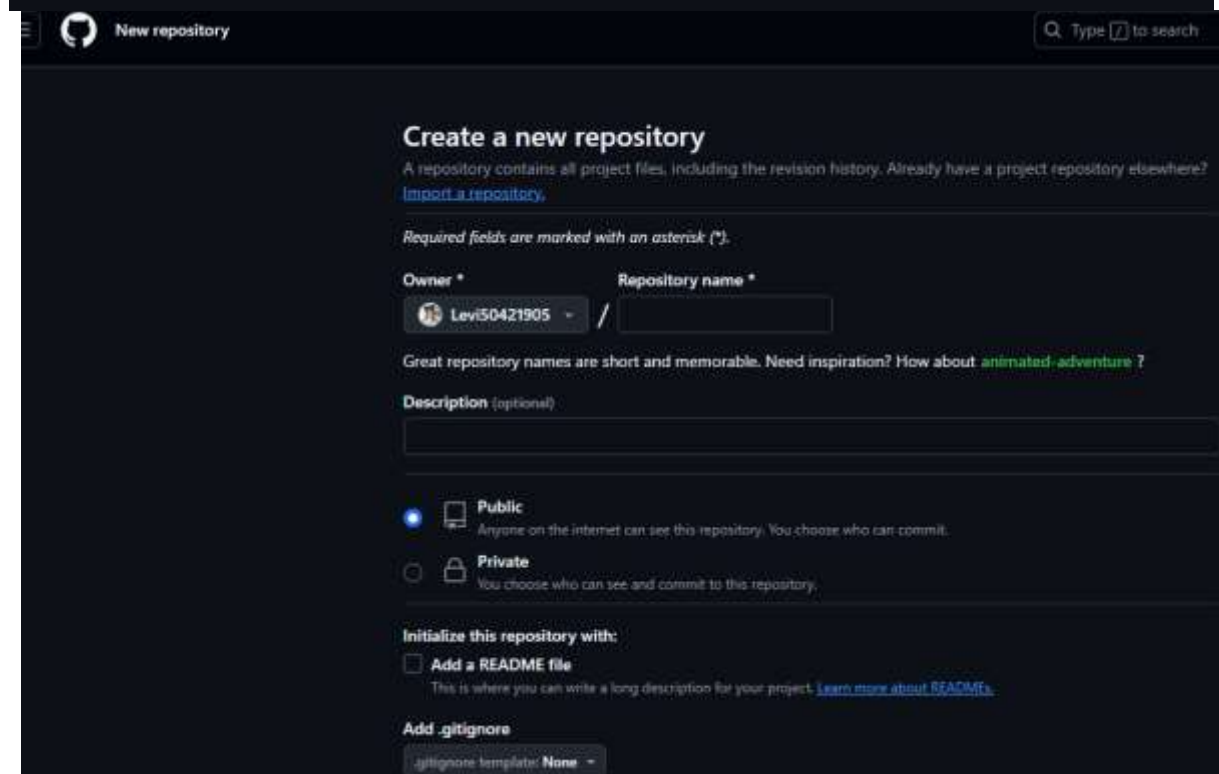 New repository
Type / to search
Create a new repository
A repository contains all project files, including the revision history. Already have a project repository elsewhere?
Import a repository.
Required fields are marked with an asterisk (*).
Owner * Repository name *
Levi50421905 /
Great repository names are short and memorable. Need inspiration? How about animated-adventure ?
Description (optional)
Public
Anyone on the internet can see this repository. You choose who can commit.
Private
You choose who can see and commit to this repository.
Initialize this repository with:
Add a README file
This is where you can write a long description for your project. Learn more about READMEs.
Add .gitignore
.gitignore template: None